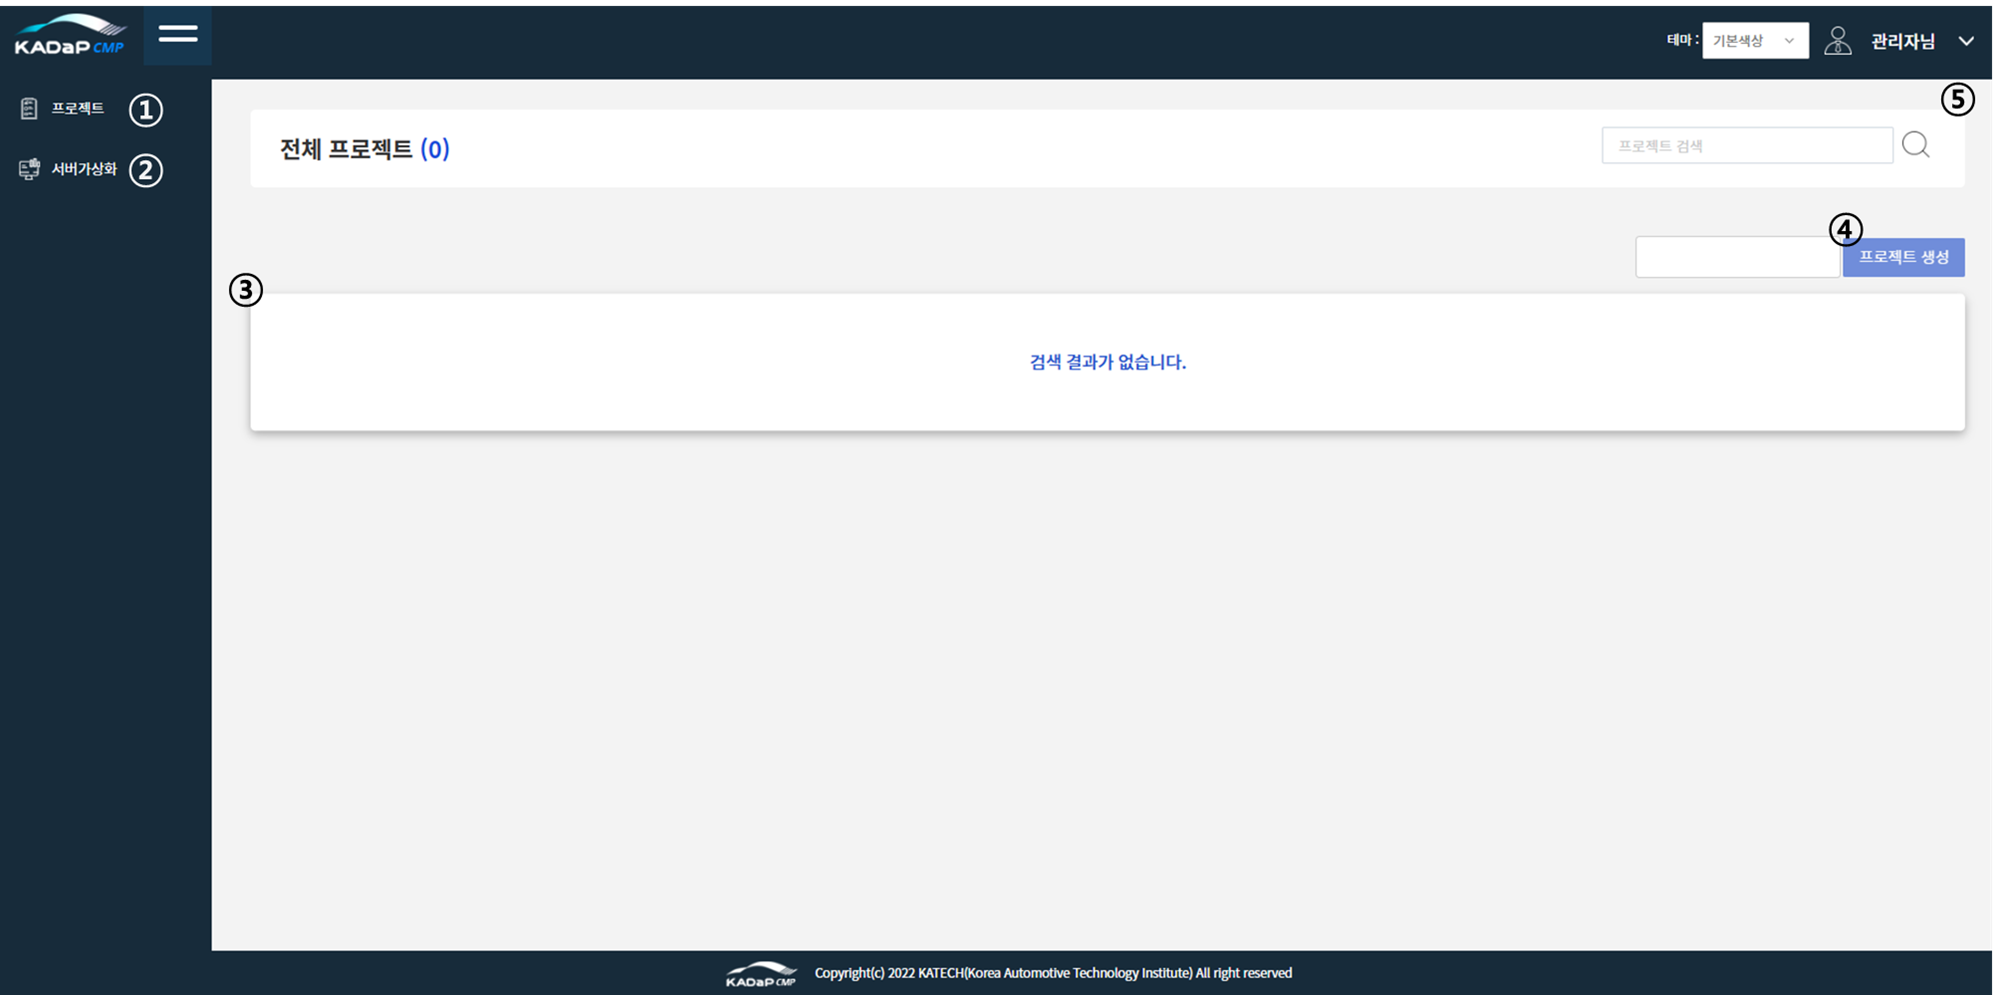 KADaP CMP
테마 : 기본색상 관리자님
프로젝트 ①
서버가상화 ②
⑤
전체 프로젝트 (0)
프로젝트 검색
④
프로젝트 생성
③
검색 결과가 없습니다.
KADaP CMP Copyright(c) 2022 KATECH(Korea Automotive Technology Institute) All right reserved